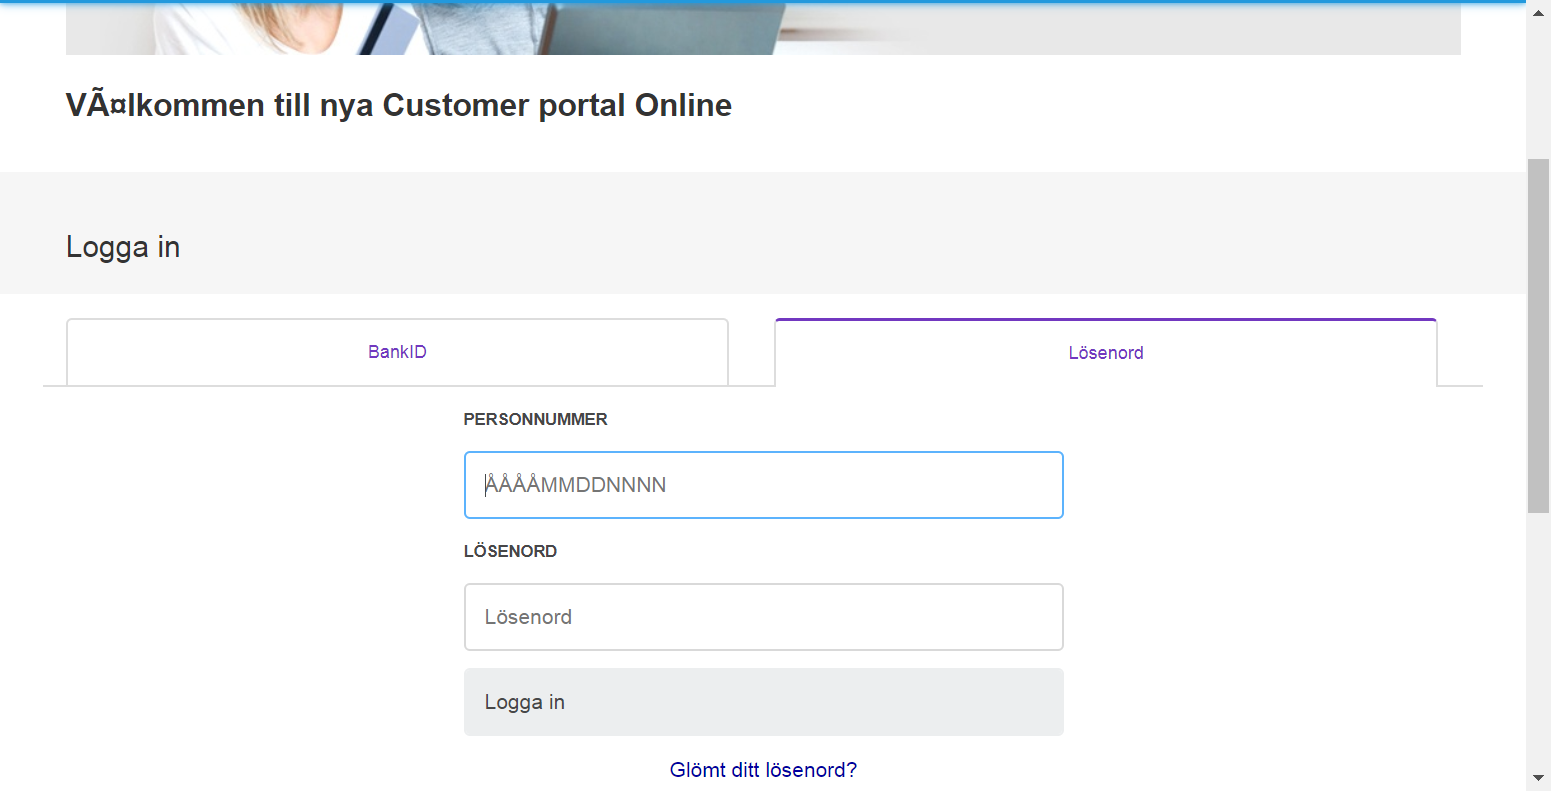 VÃ¤lkommen till nya Customer portal Online
Logga in
BankID
Lösenord
PERSONNUMMER
ÅÅÅÅMMDDNNNN
LÖSENORD
Lösenord
Logga in
Glömt ditt lösenord?